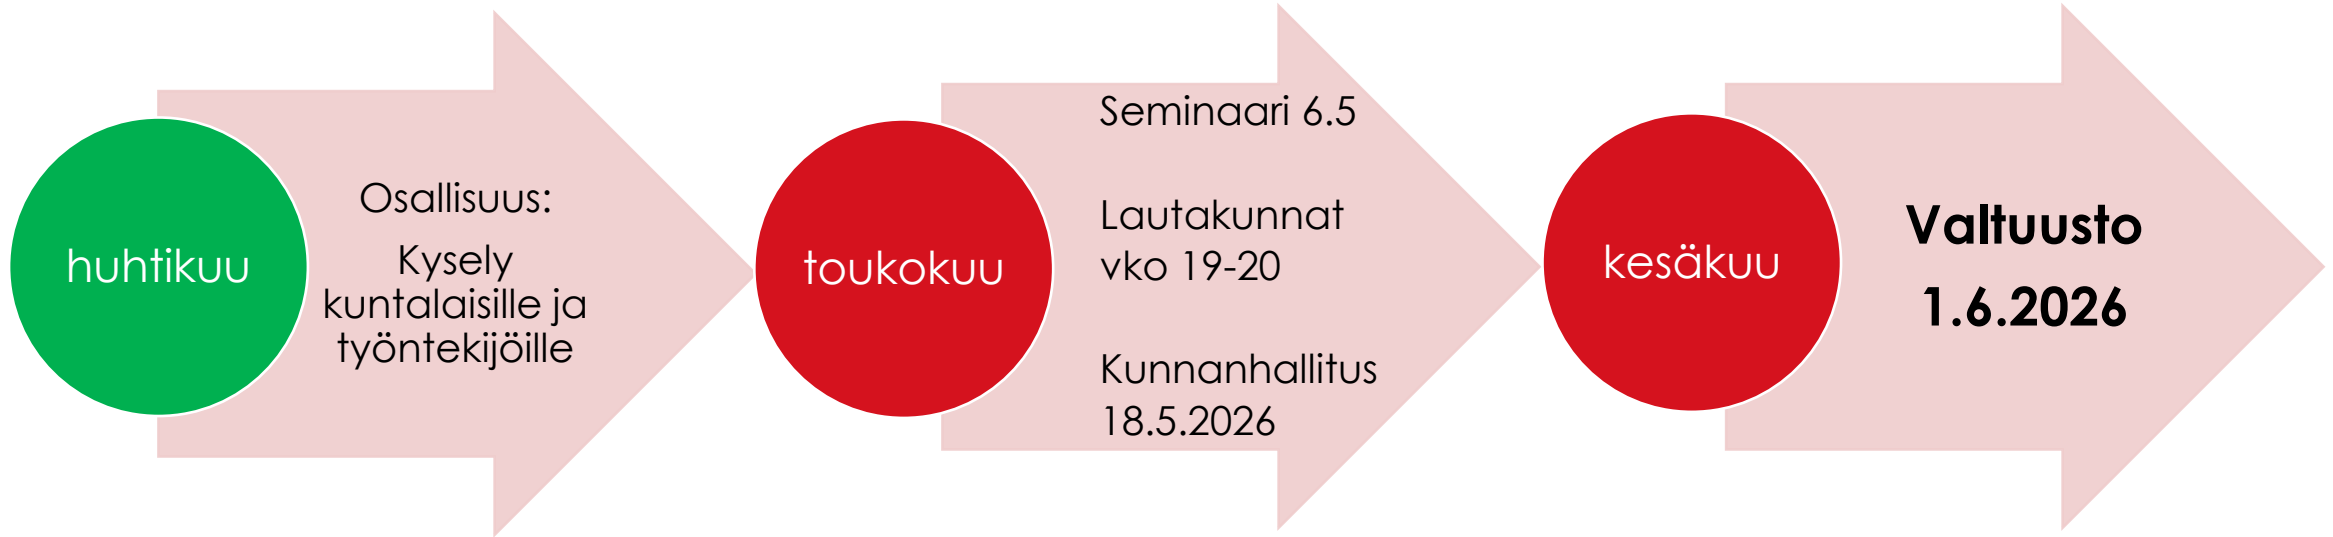 huhtikuu
Osallisuus:
Kysely
kuntalaisille ja
työntekijöille
toukokuu
Seminaari 6.5
Lautakunnat
vko 19-20
Kunnanhallitus
18.5.2026
kesäkuu
Valtuusto
1.6.2026